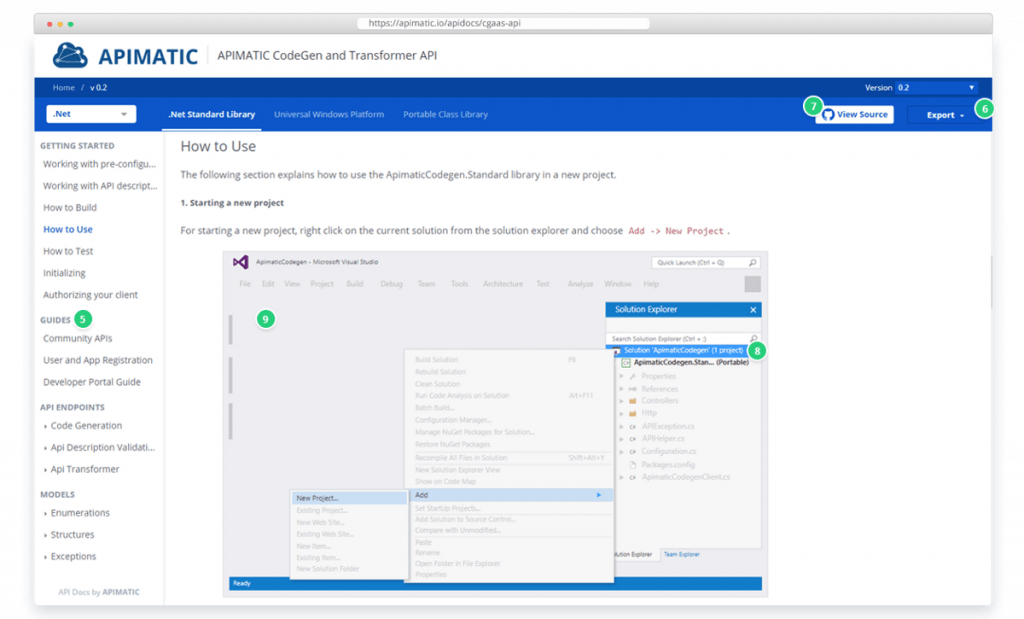 https://apimatic.io/apidocs/cgaas-api
APIMATIC APIMATIC CodeGen and Transformer API
Home / v 0.2
Version 0.2
.Net
.Net Standard Library Universal Windows Platform Portable Class Library
7 View Source
Export 6
GETTING STARTED
Working with pre-configu...
Working with API descript...
How to Build
How to Use
How to Test
Initializing
Authorizing your client
GUIDES 5
Community APIs
User and App Registration
Developer Portal Guide
API ENDPOINTS
Code Generation
Api Description Validati...
Api Transformer
MODELS
Enumerations
Structures
Exceptions
API Docs by APIMATIC
How to Use
The following section explains how to use the ApimaticCodegen.Standard library in a new project.
1. Starting a new project
For starting a new project, right click on the current solution from the solution explorer and choose Add -> New Project .
ApimaticCodegen - Microsoft Visual Studio
Quick Launch (Ctrl + Q)
File Edit View Project Build Debug Team Tools Architecture Test Analyze Window Help
9
Solution Explorer
Search Solution Explorer (Ctrl + ;)
Solution 'ApimaticCodegen' (1 project) 8
ApimaticCodegen.Stan... (Portable)
Properties
References
Controllers
Http
APIException.cs
APIHelper.cs
Configuration.cs
Packages.config
ApimaticCodegenClient.cs
Build Solution F6
Rebuild Solution
Clean Solution
Run Code Analysis on Solution Alt+F11
Batch Build...
Configuration Manager...
Manage NuGet Packages for Solution...
Restore NuGet Packages
Recompile All Files in Solution Shift+Alt+Y
New Solution Explorer View
Show on Code Map
Add
Set StartUp Projects...
Add Solution to Source Control...
Compare with Unmodified...
Paste
Rename
Open Folder in File Explorer
Properties
New Project...
Existing Project...
New Web Site...
Existing Web Site...
New Item...
Existing Item...
New Solution Folder
ution Explorer Team Explorer
Ready